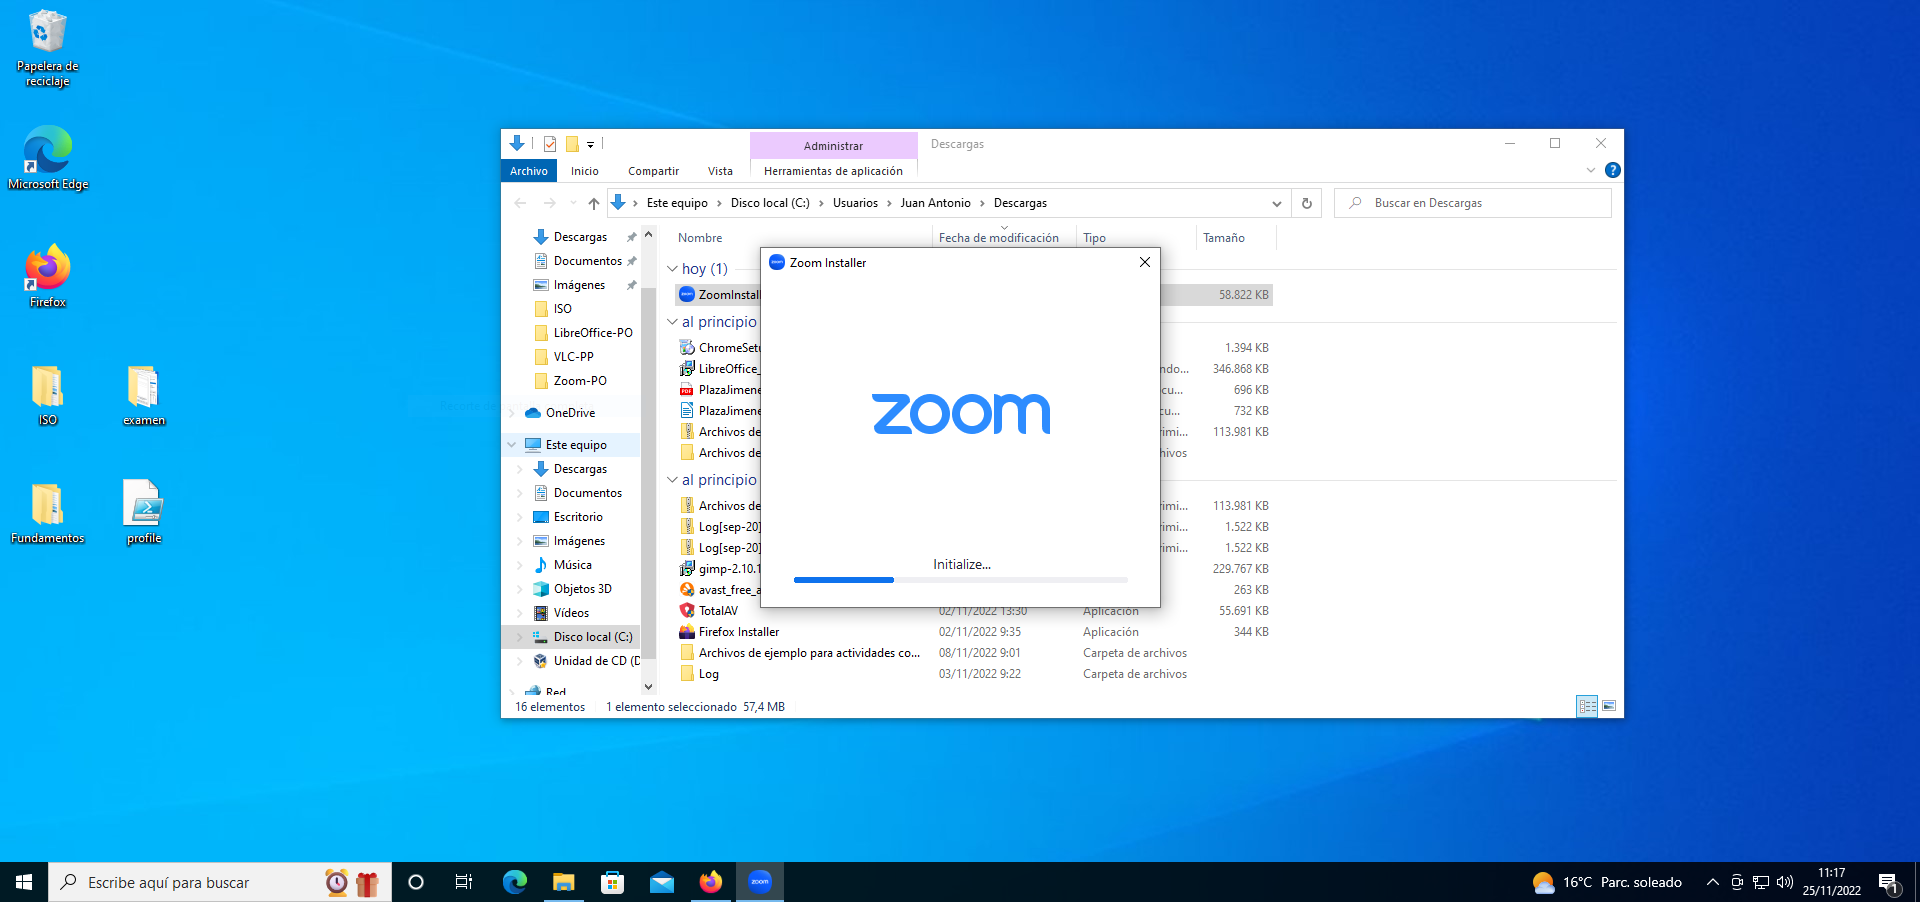 Papelera de
reciclaje
Microsoft Edge
Firefox
ISO
examen
Fundamentos
profile
Administrar
Descargas
Archivo
Inicio
Compartir
Vista
Herramientas de aplicación
Este equipo
Disco local (C:)
Usuarios
Juan Antonio
Descargas
Buscar en Descargas
Descargas
Documentos
Imágenes
ISO
LibreOffice-PO
VLC-PP
Zoom-PO
OneDrive
Este equipo
Descargas
Documentos
Escritorio
Imágenes
Música
Objetos 3D
Vídeos
Disco local (C:)
Unidad de CD (D
Red
Nombre
Fecha de modificación
Tipo
Tamaño
hoy (1)
ZoomInstall
58.822 KB
al principio
ChromeSetu
1.394 KB
LibreOffice_
ndo...
346.868 KB
PlazaJimene
cu...
696 KB
PlazaJimene
cu...
732 KB
Archivos de
rimi...
113.981 KB
Archivos de
hivos
al principio
Archivos de
rimi...
113.981 KB
Log[sep-20]
rimi...
1.522 KB
Log[sep-20]
rimi...
1.522 KB
gimp-2.10.1
229.767 KB
avast_free_a
263 KB
TotalAV
02/11/2022 13:30
Aplicación
55.691 KB
Firefox Installer
02/11/2022 9:35
Aplicación
344 KB
Archivos de ejemplo para actividades co...
08/11/2022 9:01
Carpeta de archivos
Log
03/11/2022 9:22
Carpeta de archivos
16 elementos
1 elemento seleccionado 57,4 MB
zoom
Zoom Installer
zoom
Initialize...
Escribe aquí para buscar
zoom
16°C Parc. soleado
11:17
25/11/2022
1